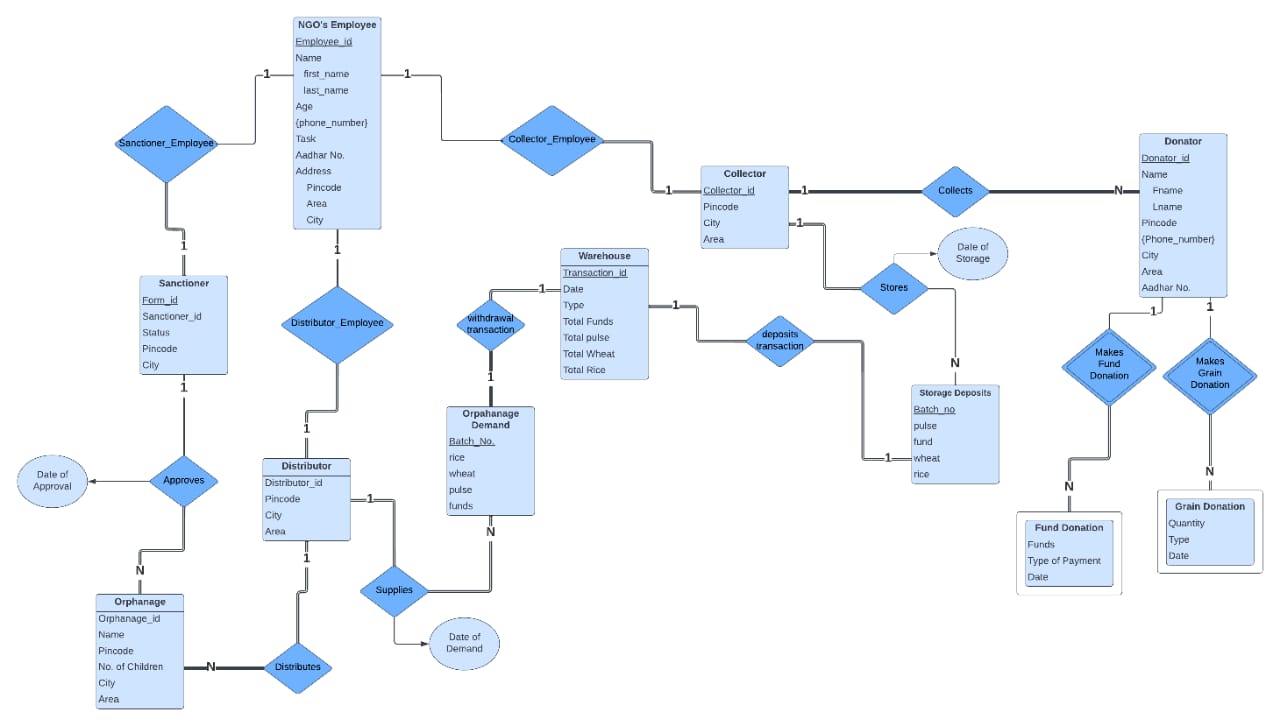 NGO's Employee
Employee_id
Name
first_name
last_name
Age
{phone_number}
Task
Aadhar No.
Address
Pincode
Area
City
1
1
1
Sanctioner_Employee
1
Collector_Employee
1
Distributor_Employee
1
Sanctioner
Form_id
Sanctioner_id
Status
Pincode
City
1
Approves
Date of
Approval
N
Orphanage
Orphanage_id
Name
Pincode
No. of Children
City
Area
N
Distributes
1
Distributor
Distributor_id
Pincode
City
Area
1
Supplies
Date of
Demand
N
Orpahanage
Demand
Batch_No.
rice
wheat
pulse
funds
1
withdrawal
transaction
1
Warehouse
Transaction_id
Date
Type
Total Funds
Total pulse
Total Wheat
Total Rice
1
deposits
transaction
1
Collector
Collector_id
Pincode
City
Area
1
Collects
N
1
Stores
Date of
Storage
N
Storage Deposits
Batch_no
pulse
fund
wheat
rice
Donator
Donator_id
Name
Fname
Lname
Pincode
{Phone_number}
City
Area
Aadhar No.
1
1
Makes
Fund
Donation
Makes
Grain
Donation
N
N
Fund Donation
Funds
Type of Payment
Date
Grain Donation
Quantity
Type
Date